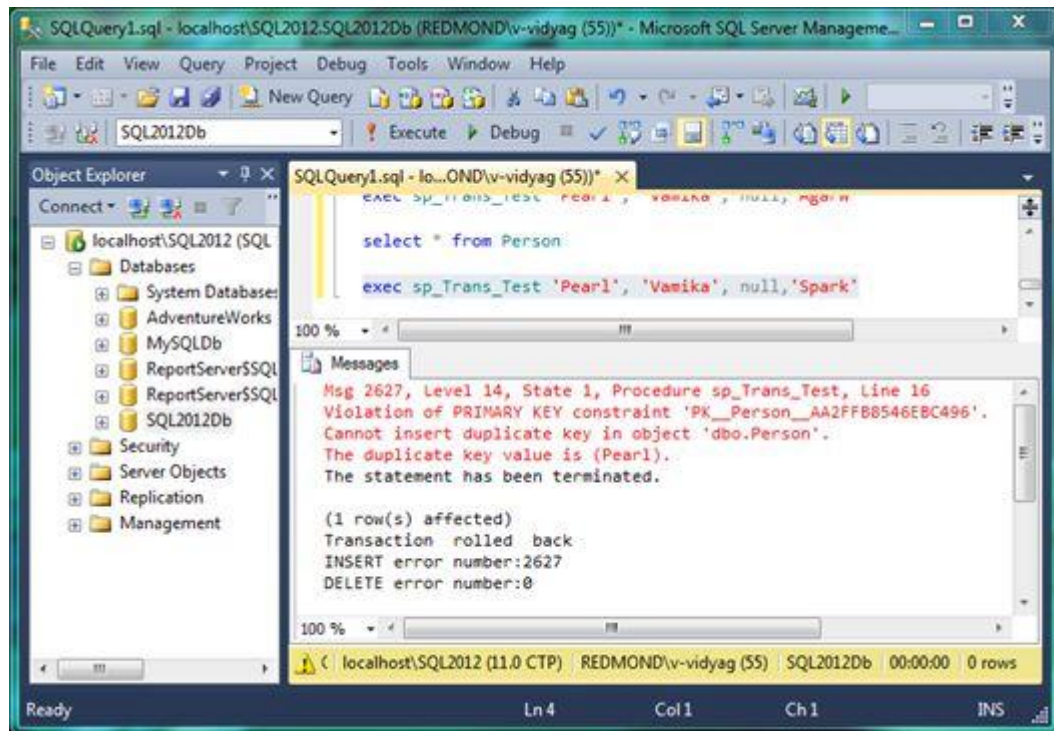 SQLQuery1.sql - localhost\SQL2012.SQL2012Db (REDMOND\v-vidyag (55))* - Microsoft SQL Server Manageme...
File Edit View Query Project Debug Tools Window Help
New Query
SQL2012Db Execute Debug
Object Explorer
Connect
localhost\SQL2012 (SQL
Databases
System Databases
AdventureWorks
MySQLDb
ReportServer$SQL
ReportServer$SQL
SQL2012Db
Security
Server Objects
Replication
Management
SQLQuery1.sql - lo...OND\v-vidyag (55))*
exec sp_Trans_Test 'Pearl', 'Vamika', null,
select * from Person
exec sp_Trans_Test 'Pearl', 'Vamika', null,'Spark'
100 %
Messages
Msg 2627, Level 14, State 1, Procedure sp_Trans_Test, Line 16
Violation of PRIMARY KEY constraint 'PK__Person__AA2FFB8546EBC496'.
Cannot insert duplicate key in object 'dbo.Person'.
The duplicate key value is (Pearl).
The statement has been terminated.
(1 row(s) affected)
Transaction rolled back
INSERT error number:2627
DELETE error number:0
100 %
localhost\SQL2012 (11.0 CTP) REDMOND\v-vidyag (55) SQL2012Db 00:00:00 0 rows
Ready Ln 4 Col 1 Ch 1 INS